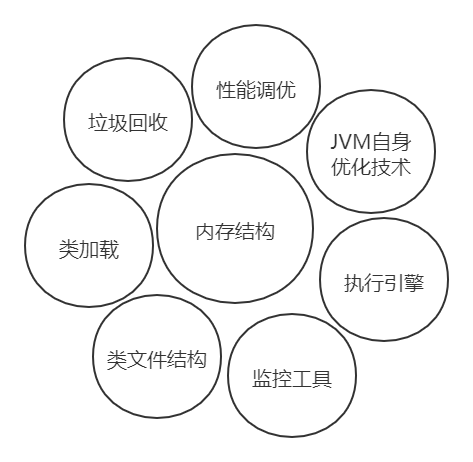 性能调优
垃圾回收
JVM自身
优化技术
内存结构
类加载
执行引擎
类文件结构
监控工具